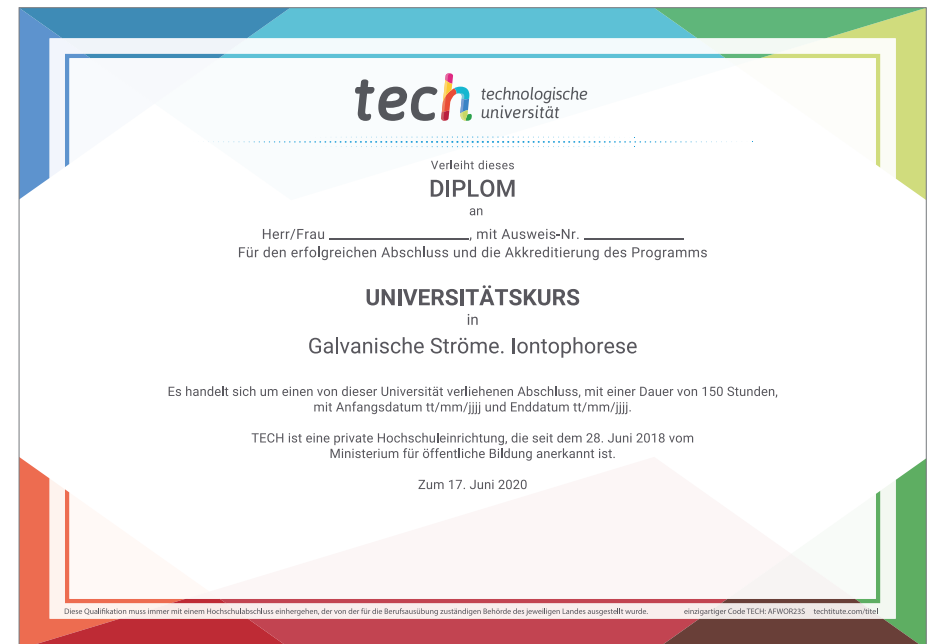 tech technologische
universität
Verleiht dieses
DIPLOM
an
Herr/Frau ____________________, mit Ausweis-Nr. ______________
Für den erfolgreichen Abschluss und die Akkreditierung des Programms
UNIVERSITÄTSKURS
in
Galvanische Ströme. Iontophorese
Es handelt sich um einen von dieser Universität verliehenen Abschluss, mit einer Dauer von 150 Stunden,
mit Anfangsdatum tt/mm/jjjj und Enddatum tt/mm/jjjj.
TECH ist eine private Hochschuleinrichtung, die seit dem 28. Juni 2018 vom
Ministerium für öffentliche Bildung anerkannt ist.
Zum 17. Juni 2020
Diese Qualifikation muss immer mit einem Hochschulabschluss einhergehen, der von der für die Berufsausübung zuständigen Behörde des jeweiligen Landes ausgestellt wurde. einzigartiger Code TECH: AFWOR23S techtitute.com/titel